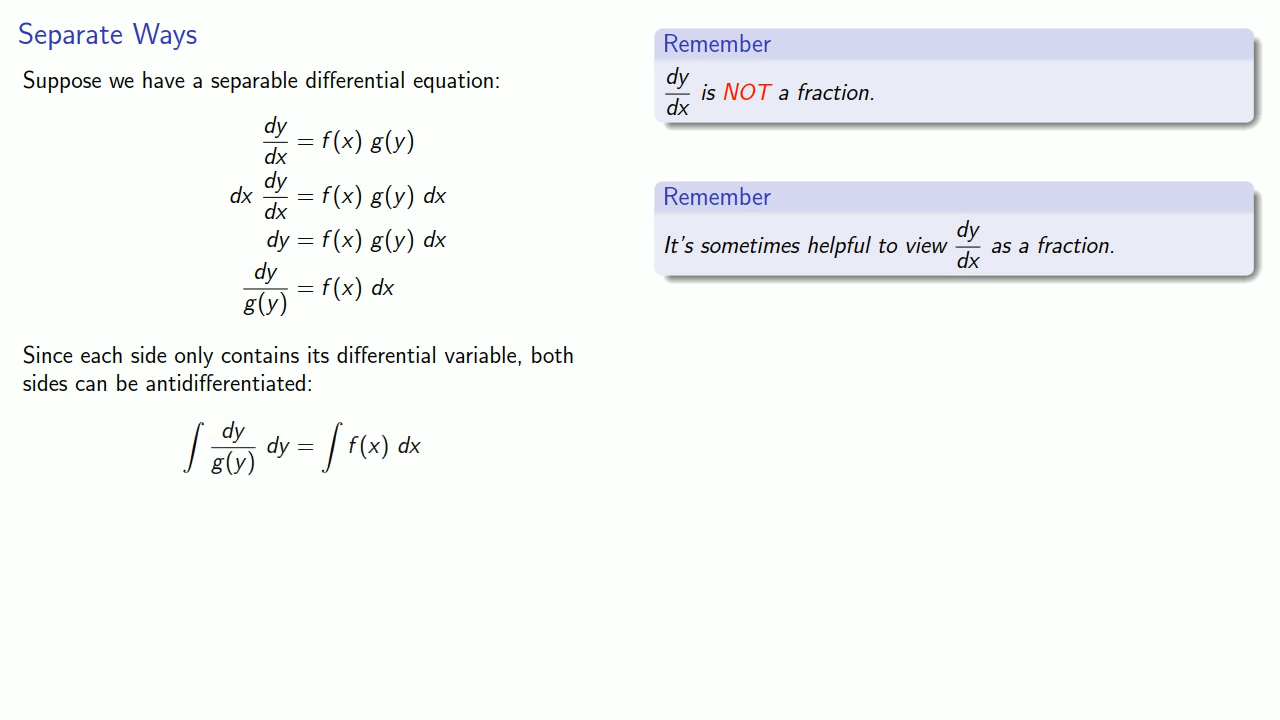 Separate Ways
Suppose we have a separable differential equation:
dy/dx = f(x) g(y)
dx dy/dx = f(x) g(y) dx
dy = f(x) g(y) dx
dy/g(y) = f(x) dx
Since each side only contains its differential variable, both
sides can be antidifferentiated:
∫ dy/g(y) dy = ∫ f(x) dx
Remember
dy/dx is NOT a fraction.
Remember
It's sometimes helpful to view dy/dx as a fraction.